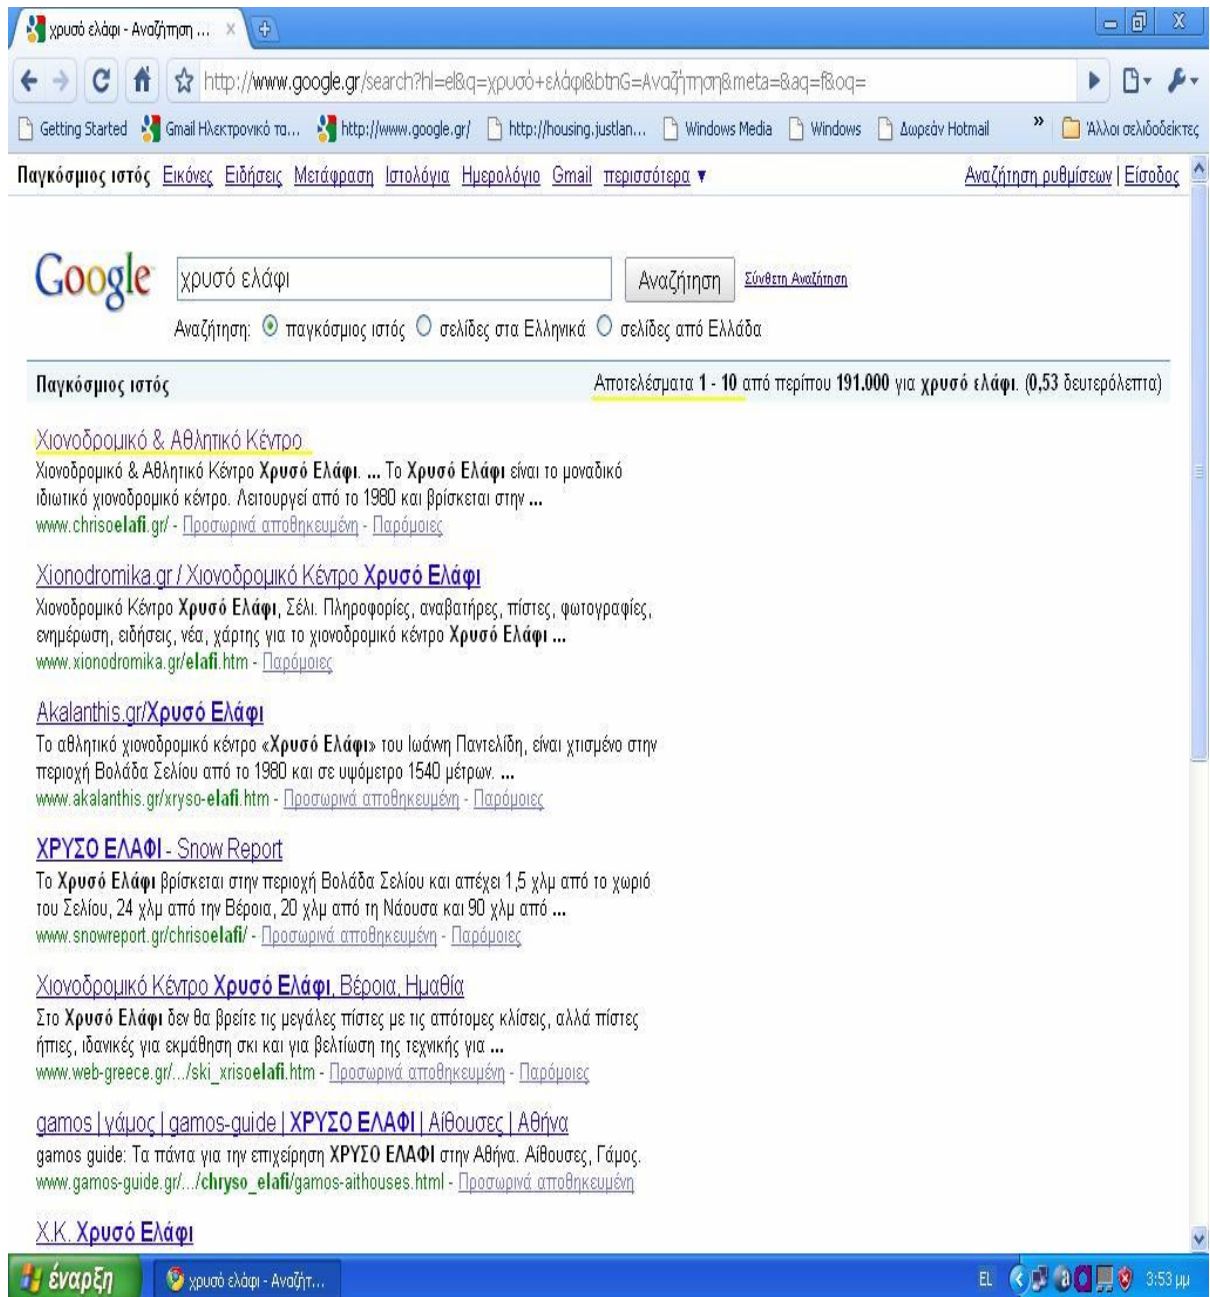 χρυσό ελάφι - Αναζήτηση ...
http://www.google.gr/search?hl=el&q=χρυσό+ελάφι&btnG=Αναζήτηση&meta=&aq=f&oq=
Getting Started Gmail Ηλεκτρονικό τα... http://www.google.gr/ http://housing.justlan... Windows Media Windows Δωρεάν Hotmail » Άλλοι σελιδοδείκτες
Παγκόσμιος ιστός Εικόνες Ειδήσεις Μετάφραση Ιστολόγια Ημερολόγιο Gmail περισσότερα ▼ Αναζήτηση ρυθμίσεων | Είσοδος
Google χρυσό ελάφι Αναζήτηση Σύνθετη Αναζήτηση
Αναζήτηση: παγκόσμιος ιστός σελίδες στα Ελληνικά σελίδες από Ελλάδα
Παγκόσμιος ιστός Αποτελέσματα 1 - 10 από περίπου 191.000 για χρυσό ελάφι. (0,53 δευτερόλεπτα)
Χιονοδρομικό & Αθλητικό Κέντρο
Χιονοδρομικό & Αθλητικό Κέντρο Χρυσό Ελάφι. ... Το Χρυσό Ελάφι είναι το μοναδικό
ιδιωτικό χιονοδρομικό κέντρο. Λειτουργεί από το 1980 και βρίσκεται στην ...
www.chrisoelafi.gr/ - Προσωρινά αποθηκευμένη - Παρόμοιες
Xionodromika.gr / Χιονοδρομικό Κέντρο Χρυσό Ελάφι
Χιονοδρομικό Κέντρο Χρυσό Ελάφι, Σέλι. Πληροφορίες, αναβατήρες, πίστες, φωτογραφίες,
ενημέρωση, ειδήσεις, νέα, χάρτης για το χιονοδρομικό κέντρο Χρυσό Ελάφι ...
www.xionodromika.gr/elafi.htm - Παρόμοιες
Akalanthis.gr/Χρυσό Ελάφι
Το αθλητικό χιονοδρομικό κέντρο «Χρυσό Ελάφι» του Ιωάννη Παντελίδη, είναι χτισμένο στην
περιοχή Βολάδα Σελίου από το 1980 και σε υψόμετρο 1540 μέτρων. ...
www.akalanthis.gr/xryso-elafi.htm - Προσωρινά αποθηκευμένη - Παρόμοιες
ΧΡΥΣΟ ΕΛΑΦΙ - Snow Report
Το Χρυσό Ελάφι βρίσκεται στην περιοχή Βολάδα Σελίου και απέχει 1,5 χλμ από το χωριό
του Σελίου, 24 χλμ από την Βέροια, 20 χλμ από τη Νάουσα και 90 χλμ από ...
www.snowreport.gr/chrisoelafi/ - Προσωρινά αποθηκευμένη - Παρόμοιες
Χιονοδρομικό Κέντρο Χρυσό Ελάφι, Βέροια, Ημαθία
Στο Χρυσό Ελάφι δεν θα βρείτε τις μεγάλες πίστες με τις απότομες κλίσεις, αλλά πίστες
ήπιες, ιδανικές για εκμάθηση σκι και για βελτίωση της τεχνικής για ...
www.web-greece.gr/.../ski_xrisoelafi.htm - Προσωρινά αποθηκευμένη - Παρόμοιες
gamos | γάμος | gamos-guide | ΧΡΥΣΟ ΕΛΑΦΙ | Αίθουσες | Αθήνα
gamos guide: Τα πάντα για την επιχείρηση ΧΡΥΣΟ ΕΛΑΦΙ στην Αθήνα. Αίθουσες, Γάμος.
www.gamos-guide.gr/.../chryso_elafi/gamos-aithouses.html - Προσωρινά αποθηκευμένη
Χ.Κ. Χρυσό Ελάφι
έναρξη χρυσό ελάφι - Αναζήτ... EL 3:53 μμ